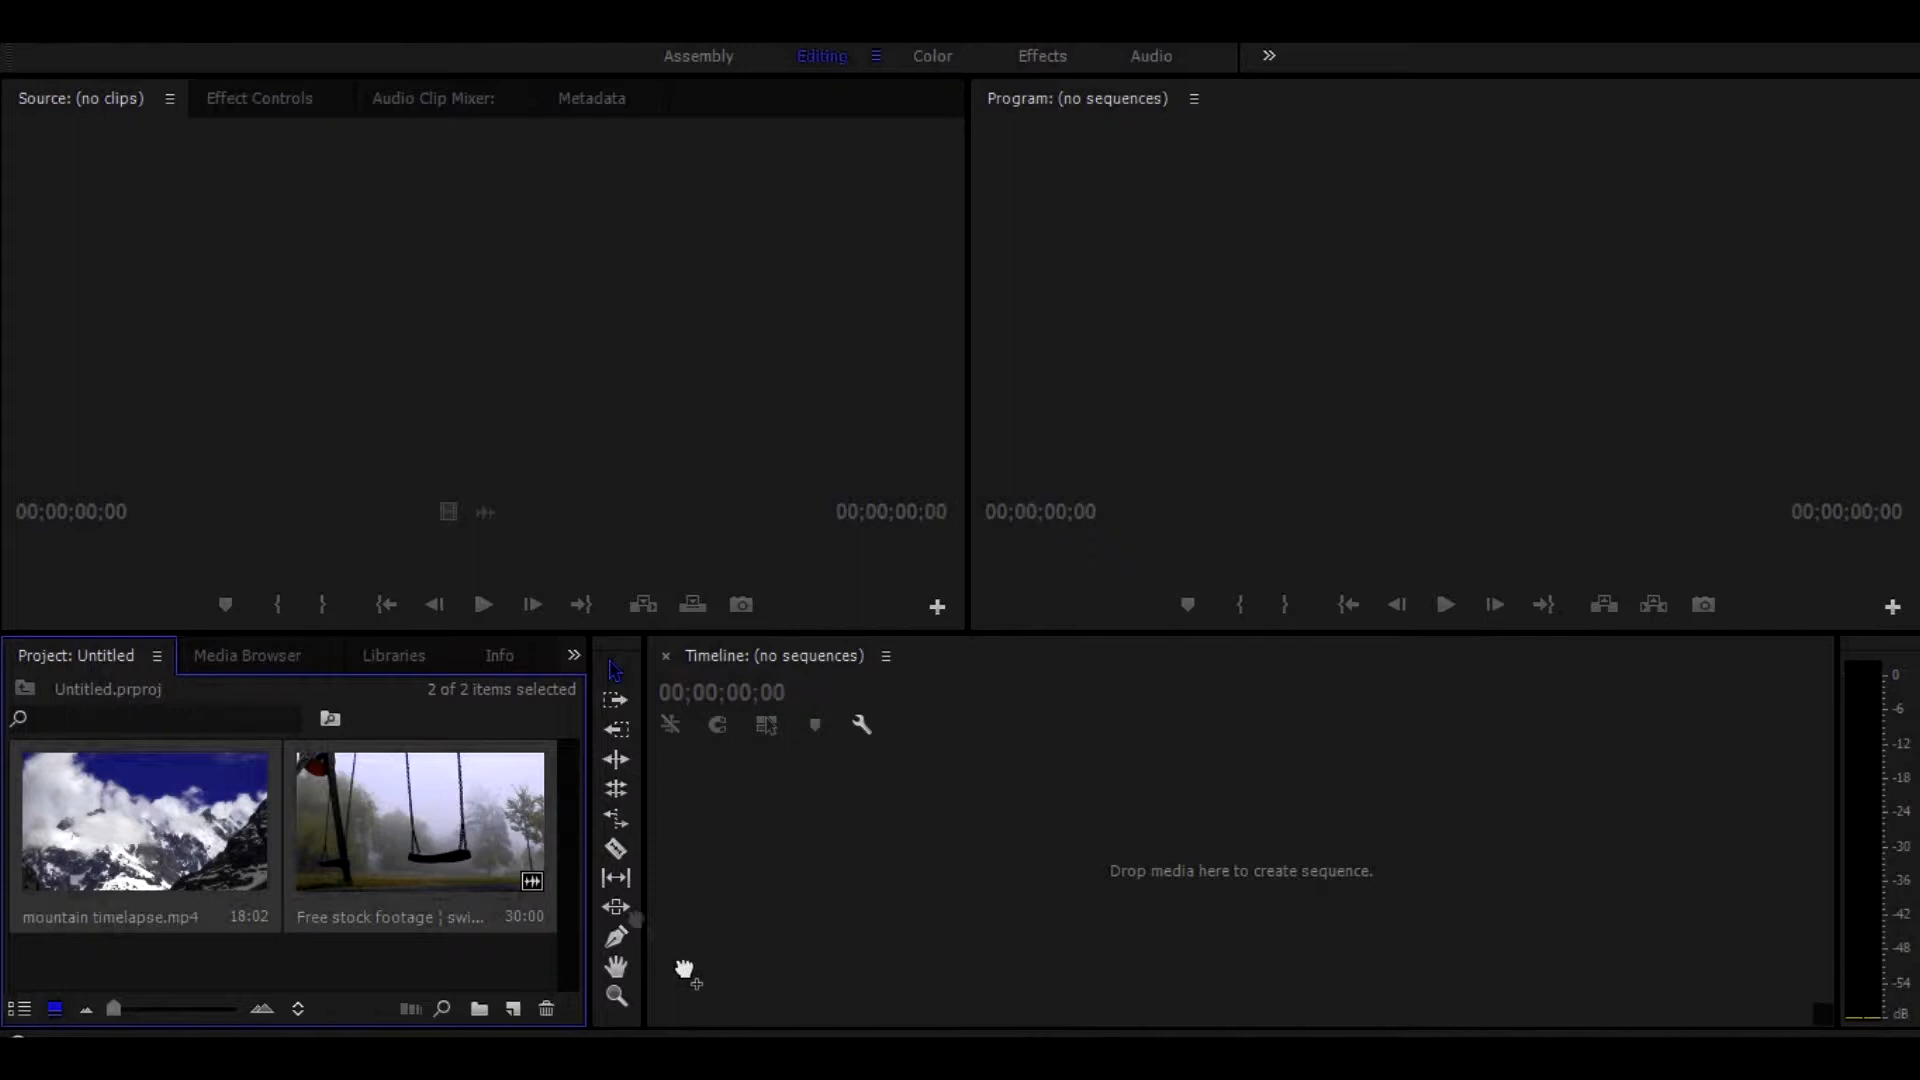 Assembly Editing Color Effects Audio
Source: (no clips) Effect Controls Audio Clip Mixer: Metadata
Program: (no sequences)
00;00;00;00 00;00;00;00
00;00;00;00 00;00;00;00
Project: Untitled Media Browser Libraries Info
Untitled.prproj 2 of 2 items selected
mountain timelapse.mp4 18:02
Free stock footage ¦ swi... 30:00
Timeline: (no sequences)
00;00;00;00
Drop media here to create sequence.
0
-6
-12
-18
-24
-30
-36
-42
-48
-54
dB